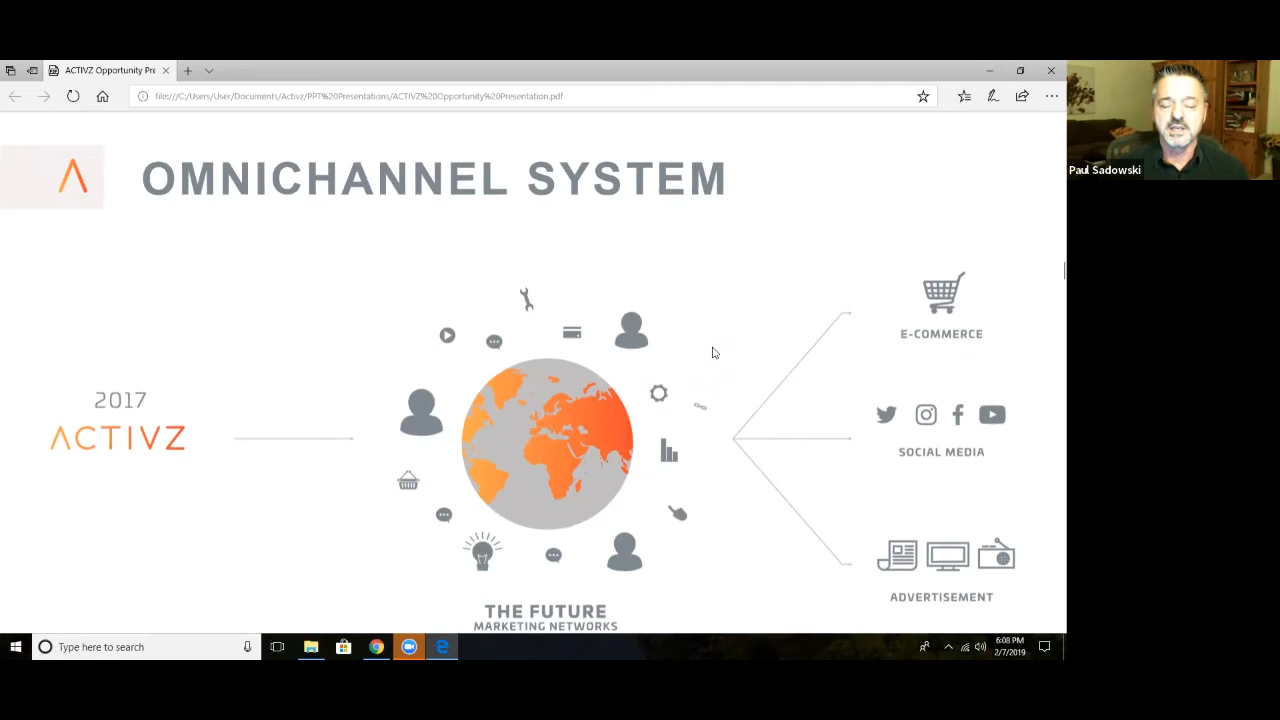 ACTIVZ Opportunity Pre
file:///C:/Users/User/Documents/Activz/PPT%20Presentations/ACTIVZ%20Opportunity%20Presentation.pdf
Paul Sadowski
OMNICHANNEL SYSTEM
E-COMMERCE
2017
ACTIVZ
SOCIAL MEDIA
ADVERTISEMENT
THE FUTURE
MARKETING NETWORKS
Type here to search
6:08 PM
2/7/2019